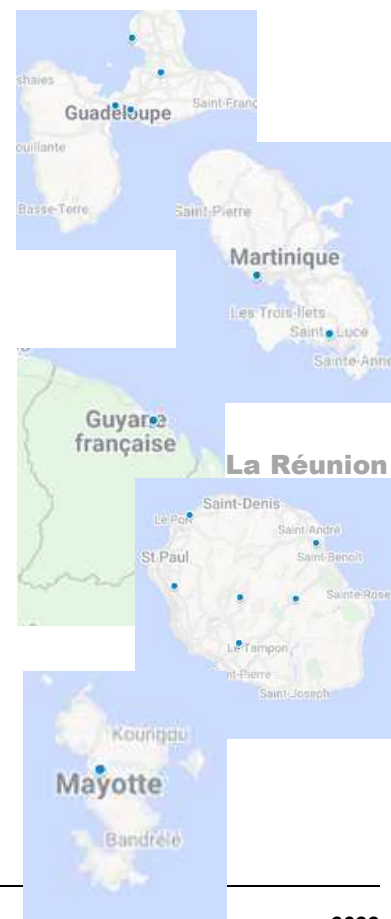 shaies
Saint-Franç
Guadeloupe
ouillante
Basse-Terre
Saint-Pierre
Martinique
Les Trois-Îlets
Sainte-Luce
Sainte-Anne
Guyane
française
La Réunion
Saint-Denis
Le Port
Saint-André
St Paul
Saint-Benoît
Sainte-Rose
Le Tampon
nt-Pierre
Saint-Joseph
Koungou
Mayotte
Bandrélé